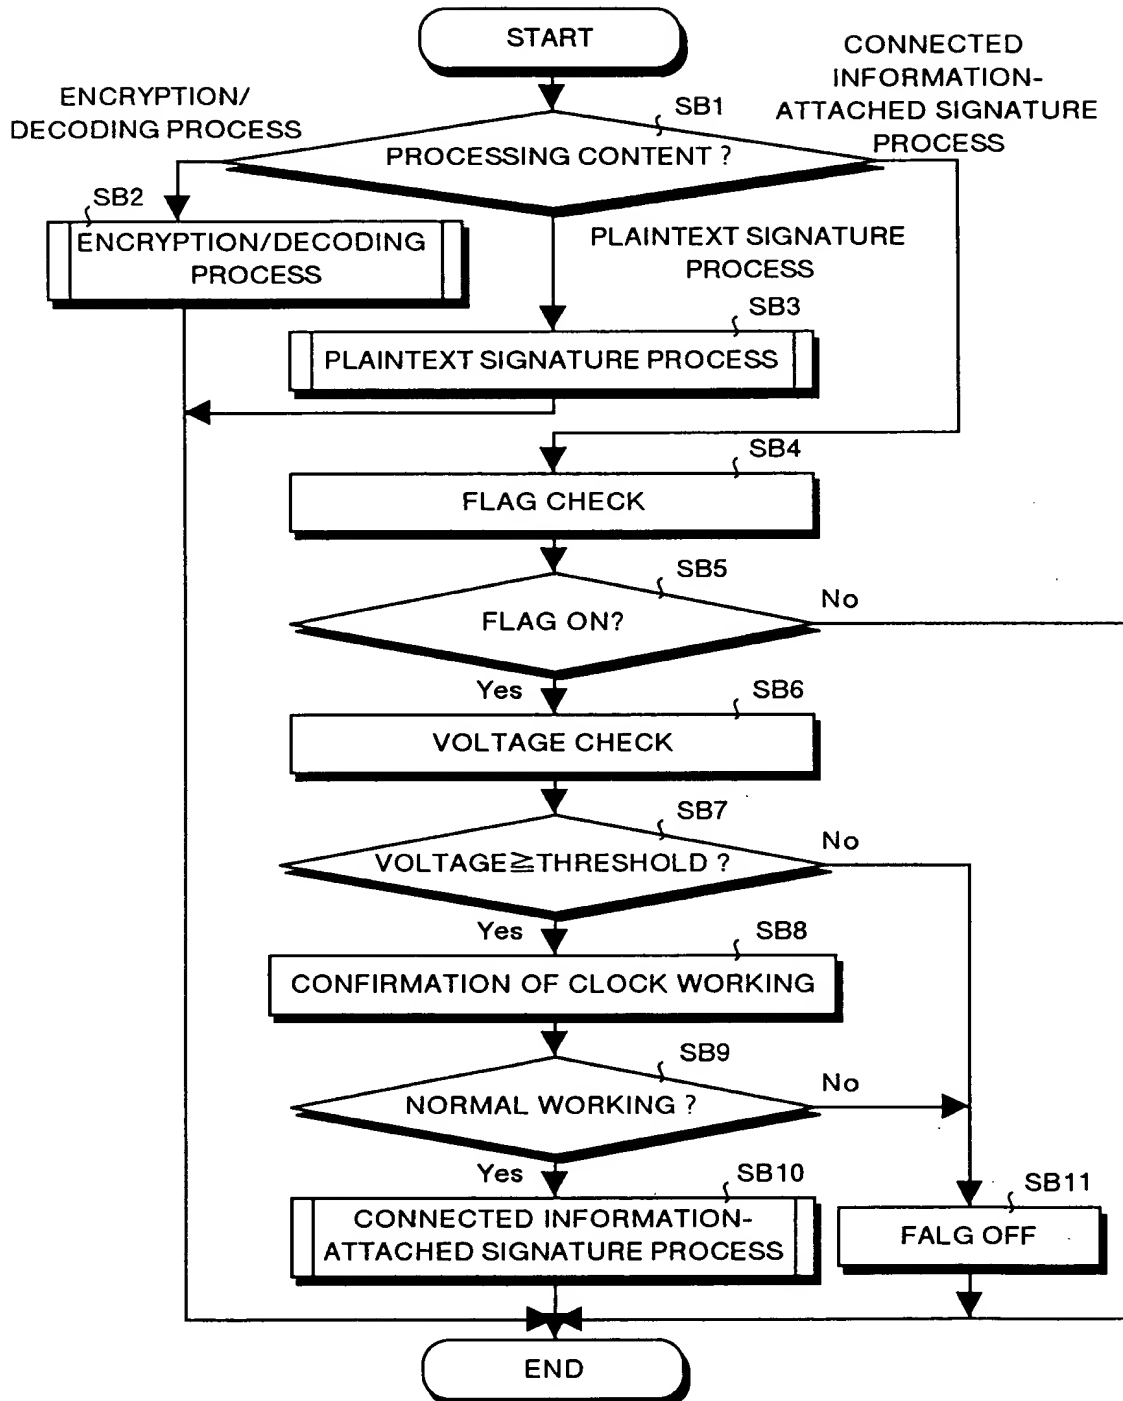 START
CONNECTED
INFORMATION-
ATTACHED SIGNATURE
PROCESS
ENCRYPTION/
DECODING PROCESS
SB1
PROCESSING CONTENT ?
SB2
ENCRYPTION/DECODING
PROCESS
PLAINTEXT SIGNATURE
PROCESS
SB3
PLAINTEXT SIGNATURE PROCESS
SB4
FLAG CHECK
SB5
FLAG ON?
No
Yes
SB6
VOLTAGE CHECK
SB7
VOLTAGE≧THRESHOLD ?
No
Yes
SB8
CONFIRMATION OF CLOCK WORKING
SB9
NORMAL WORKING ?
No
Yes
SB10
CONNECTED INFORMATION-
ATTACHED SIGNATURE PROCESS
SB11
FALG OFF
END